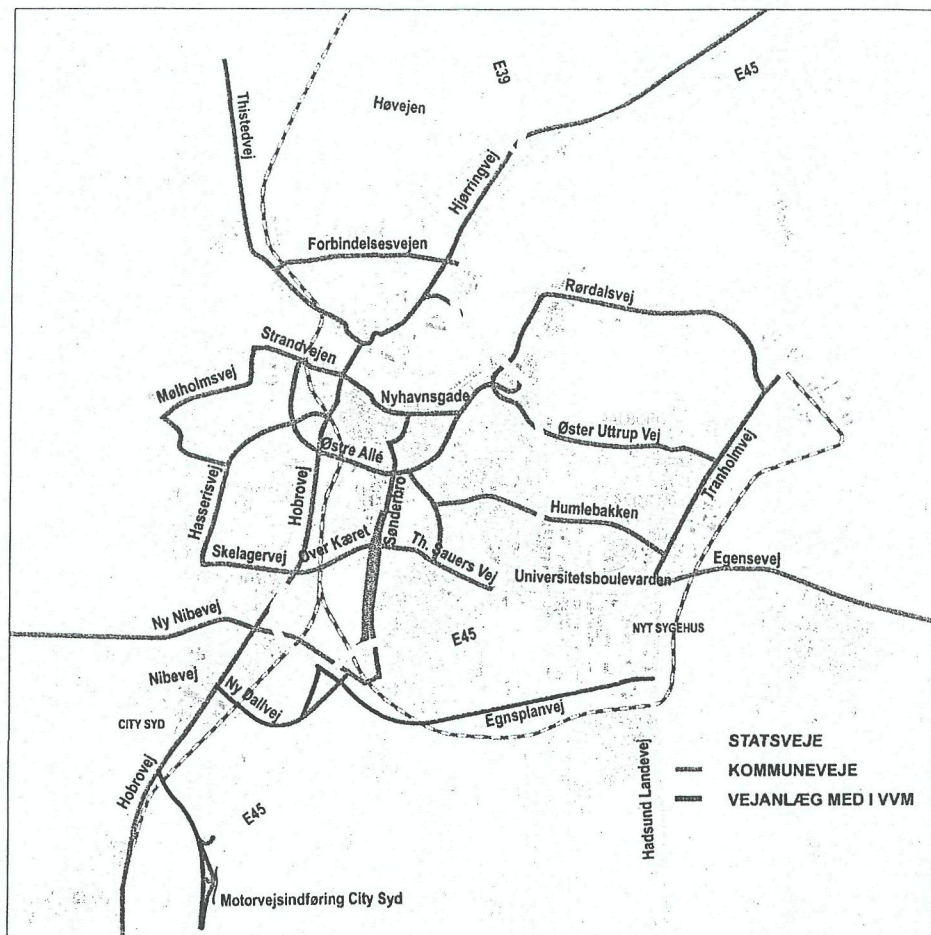 E39
E45
Høvejen
Thistedvej
Hjørringvej
Forbindelsesvejen
Rørdalsvej
Strandvejen
Mølholmsvej
Nyhavnsgade
Øster Uttrup Vej
Østre Allé
Tranholmvej
Hasserisvej
Hobrovej
Sønderbro
Humlebakken
Over Kæret
Skelagervej
Th. Sauers Vej
Universitetsboulevarden
Egensevej
Ny Nibevej
E45
NYT SYGEHUS
Nibevej
Ny Dallvej
CITY SYD
Egnsplanvej
Hobrovej
Hadsund Landevej
STATSVEJE
KOMMUNEVEJE
VEJANLÆG MED I VVM
E45
Motorvejsindføring City Syd